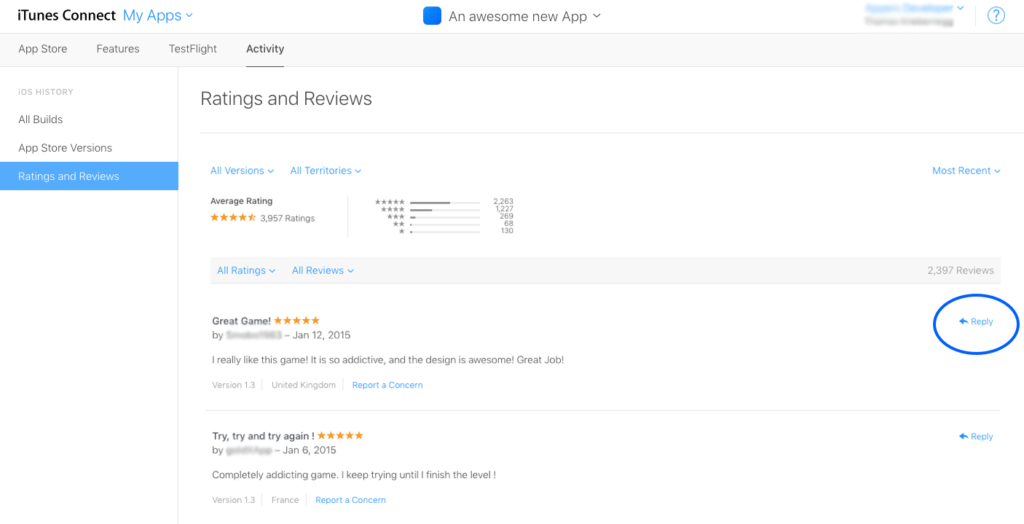 iTunes Connect My Apps An awesome new App
?
App Store Features TestFlight Activity
iOS HISTORY
All Builds
App Store Versions
Ratings and Reviews
Ratings and Reviews
All Versions All Territories Most Recent
Average Rating
3,957 Ratings
★★★★★ 2,263
★★★★ 1,227
★★★ 269
★★ 68
★ 130
All Ratings All Reviews 2,397 Reviews
Great Game! ★★★★★ Reply
by – Jan 12, 2015
I really like this game! It is so addictive, and the design is awesome! Great Job!
Version 1.3 United Kingdom Report a Concern
Try, try and try again ! ★★★★★ Reply
by – Jan 6, 2015
Completely addicting game. I keep trying until I finish the level !
Version 1.3 France Report a Concern